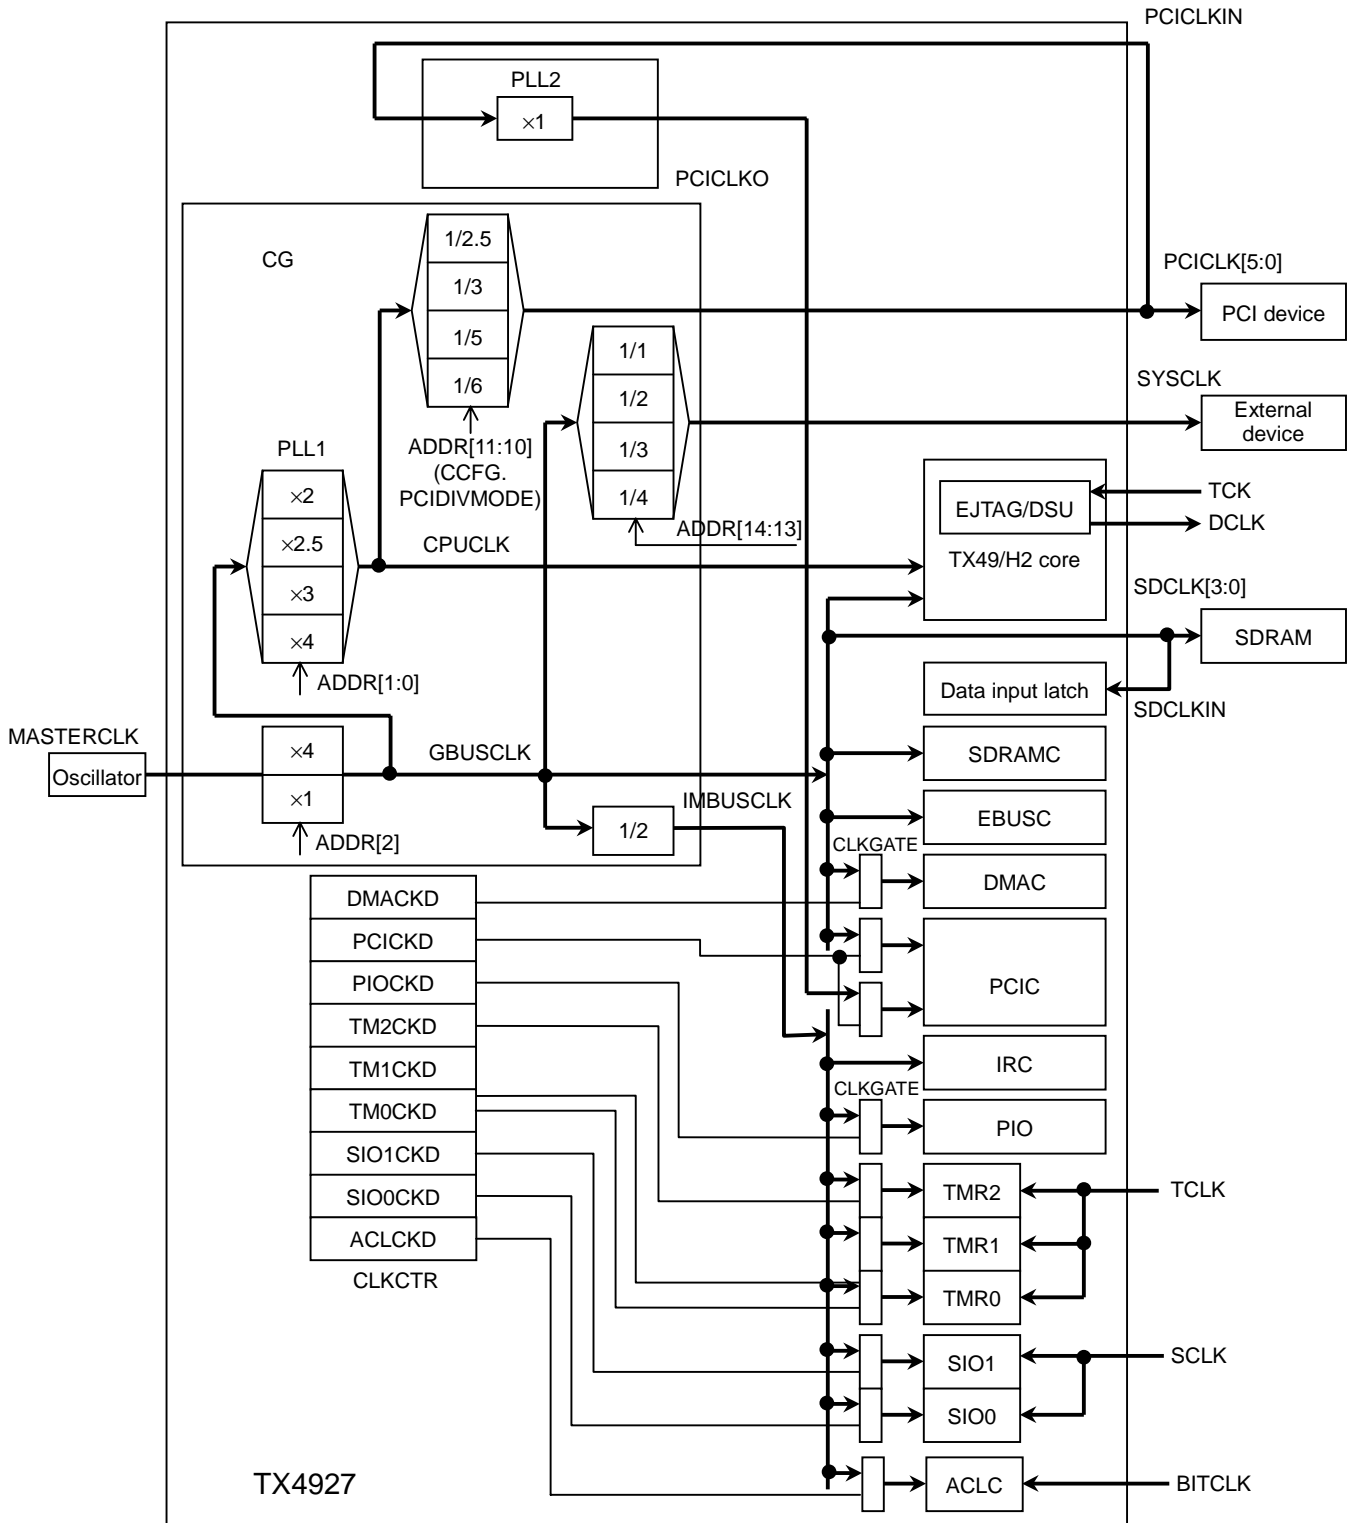 PCICLKIN
PLL2
×1
PCICLKO
CG
1/2.5
1/3
1/5
1/6
ADDR[11:10]
(CCFG.
PCIDIVMODE)
PCICLK[5:0]
PCI device
1/1
1/2
1/3
1/4
ADDR[14:13]
SYSCLK
External
device
PLL1
×2
×2.5
×3
×4
ADDR[1:0]
CPUCLK
EJTAG/DSU
TX49/H2 core
TCK
DCLK
SDCLK[3:0]
SDRAM
Data input latch
SDCLKIN
MASTERCLK
Oscillator
×4
×1
ADDR[2]
GBUSCLK
IMBUSCLK
1/2
SDRAMC
EBUSC
CLKGATE
DMAC
PCIC
IRC
CLKGATE
PIO
DMACKD
PCICKD
PIOCKD
TM2CKD
TM1CKD
TM0CKD
SIO1CKD
SIO0CKD
ACLCKD
CLKCTR
TMR2
TMR1
TMR0
TCLK
SIO1
SIO0
SCLK
ACLC
BITCLK
TX4927